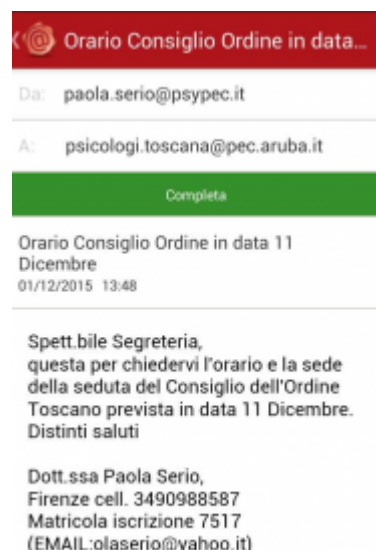 Orario Consiglio Ordine in data...
Da: paola.serio@psypec.it
A: psicologi.toscana@pec.aruba.it
Completa
Orario Consiglio Ordine in data 11
Dicembre
01/12/2015 13:48
Spett.bile Segreteria,
questa per chiedervi l'orario e la sede
della seduta del Consiglio dell'Ordine
Toscano prevista in data 11 Dicembre.
Distinti saluti
Dott.ssa Paola Serio,
Firenze cell. 3490988587
Matricola iscrizione 7517
(EMAIL:olaserio@yahoo.it)